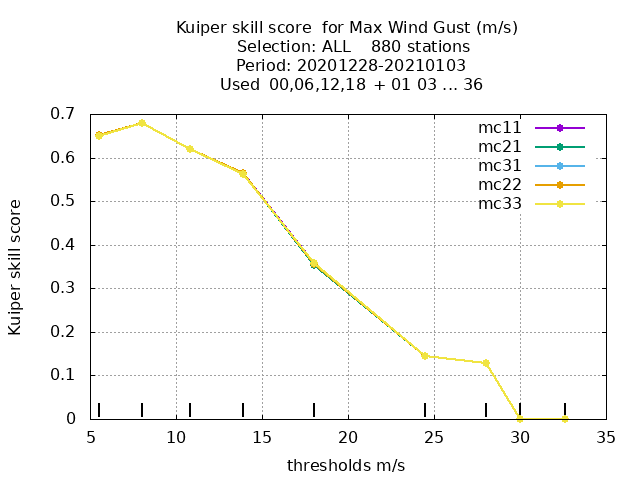 Kuiper skill score for Max Wind Gust (m/s)
Selection: ALL 880 stations
Period: 20201228-20210103
Used 00,06,12,18 + 01 03 ... 36
mc11
mc21
mc31
mc22
mc33
Kuiper skill score
0.7
0.6
0.5
0.4
0.3
0.2
0.1
0
5 10 15 20 25 30 35
thresholds m/s